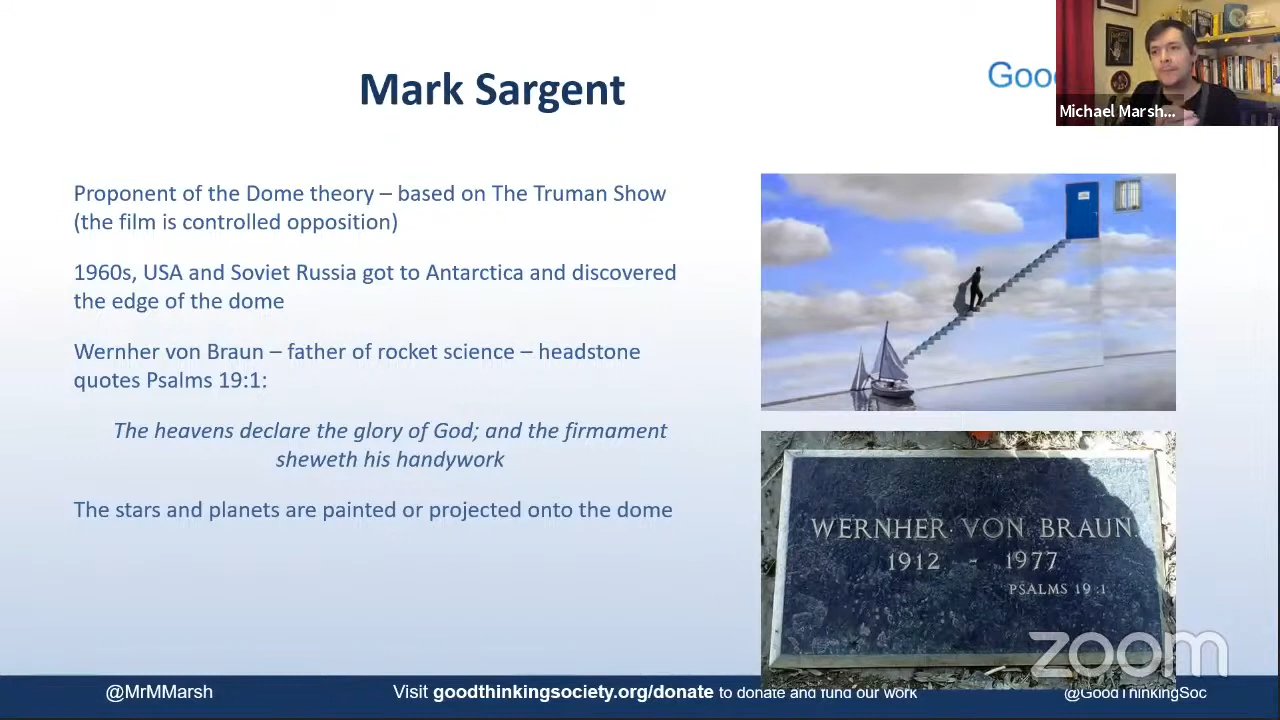 Mark Sargent
Michael Marsh...
Proponent of the Dome theory – based on The Truman Show
(the film is controlled opposition)
1960s, USA and Soviet Russia got to Antarctica and discovered
the edge of the dome
Wernher von Braun – father of rocket science – headstone
quotes Psalms 19:1:
The heavens declare the glory of God; and the firmament
sheweth his handywork
The stars and planets are painted or projected onto the dome
WERNHER VON BRAUN
1912 - 1977
PSALMS 19:1
zoom
@MrMMarsh
Visit goodthinkingsociety.org/donate to donate and fund our work
@GoodThinkingSoc